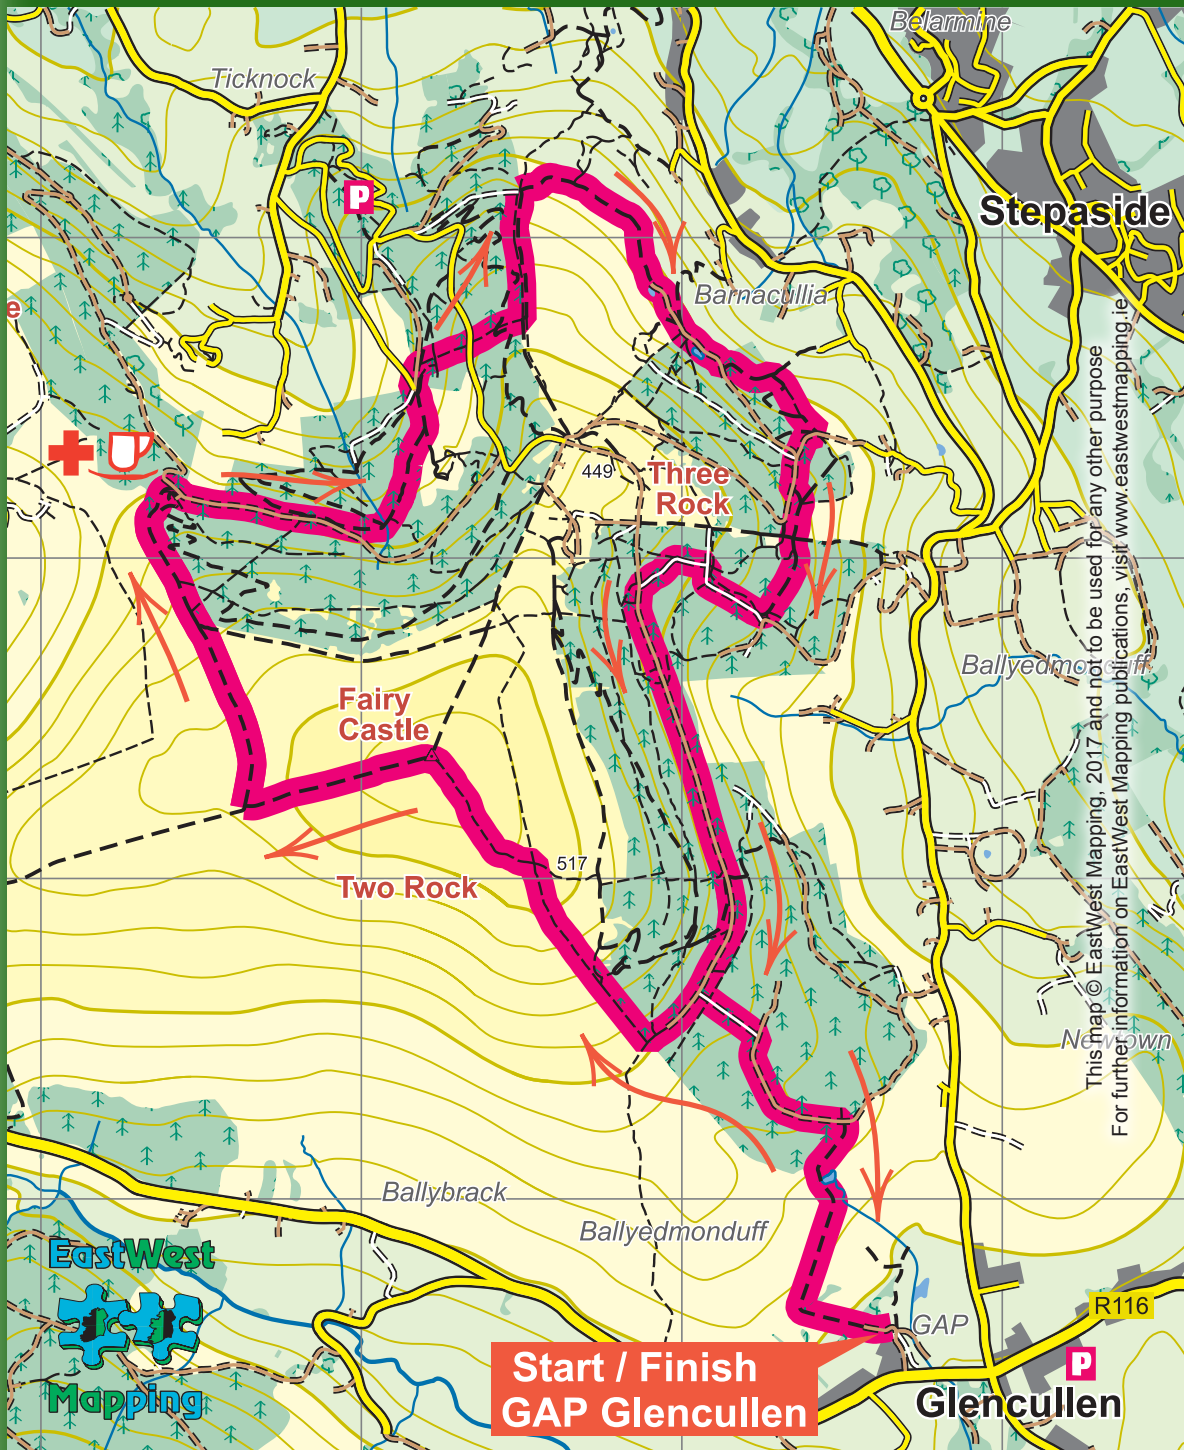 Belarmine
Ticknock
P
Stepaside
Barnacullia
e
449
Three
Rock
Ballyedmonduff
Fairy
Castle
517
Two Rock
This map © EastWest Mapping, 2017 and not to be used for any other purpose
For further information on EastWest Mapping publications, visit www.eastwestmapping.ie
Newtown
Ballybrack
Ballyedmonduff
EastWest
Mapping
R116
GAP
P
Start / Finish
GAP Glencullen
Glencullen